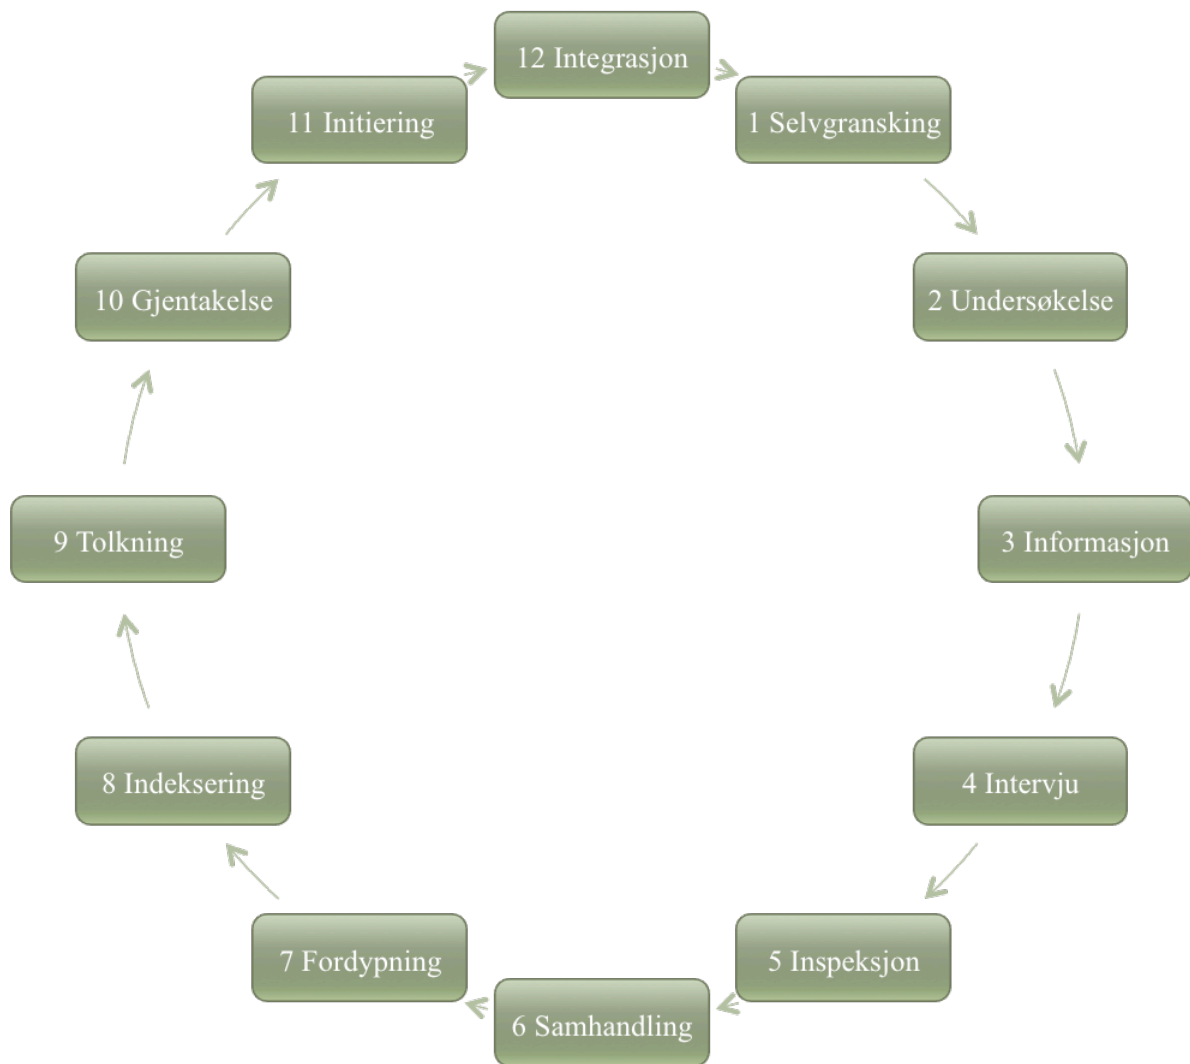 12 Integrasjon
1 Selvgransking
2 Undersøkelse
3 Informasjon
4 Intervju
5 Inspeksjon
6 Samhandling
7 Fordypning
8 Indeksering
9 Tolkning
10 Gjentakelse
11 Initiering